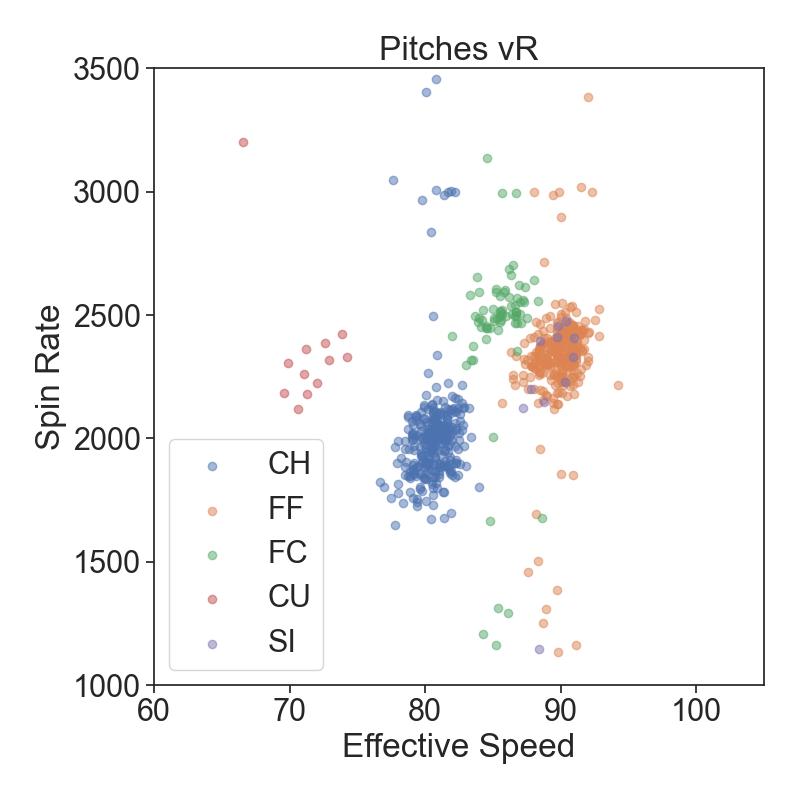 Pitches vR
3500
3000
2500
2000
1500
1000
Spin Rate
CH
FF
FC
CU
SI
60 70 80 90 100
Effective Speed